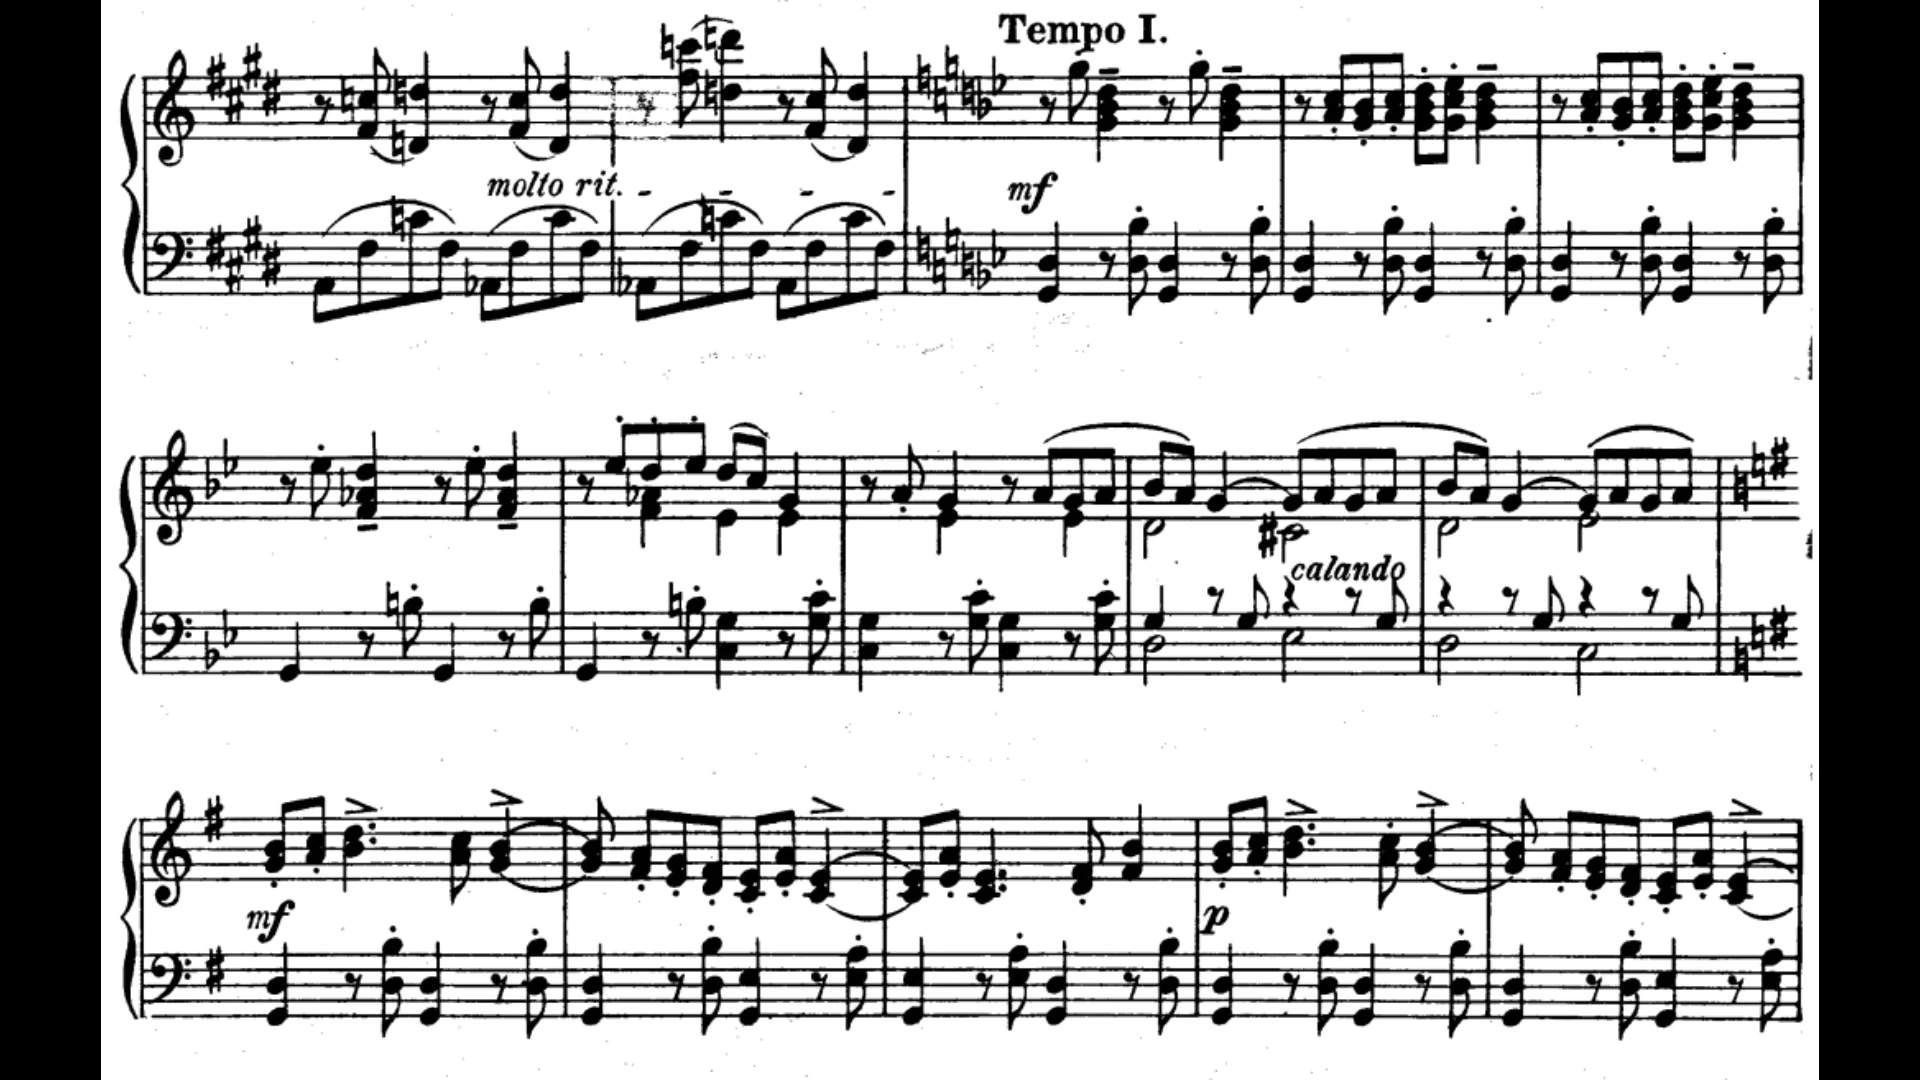 Tempo I.
molto rit. - - - -
mf
calando
mf
p